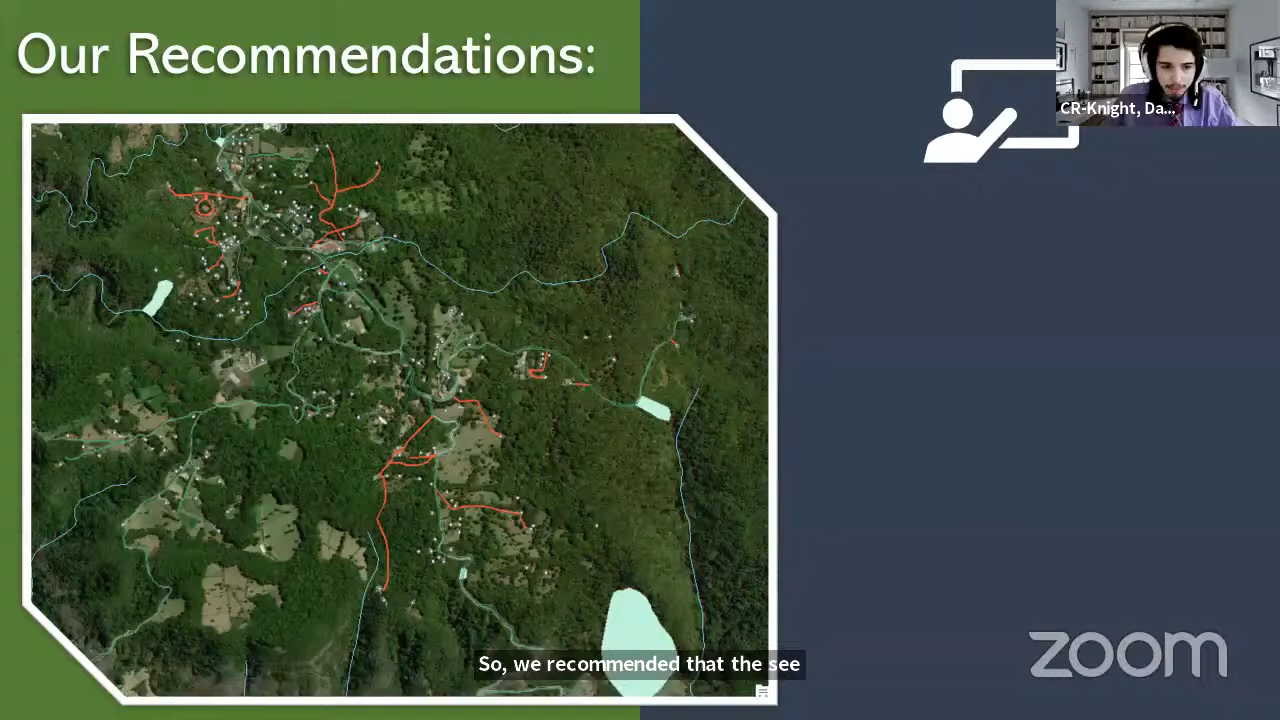 Our Recommendations:
CR-Knight, Da...
So, we recommended that the see
zoom